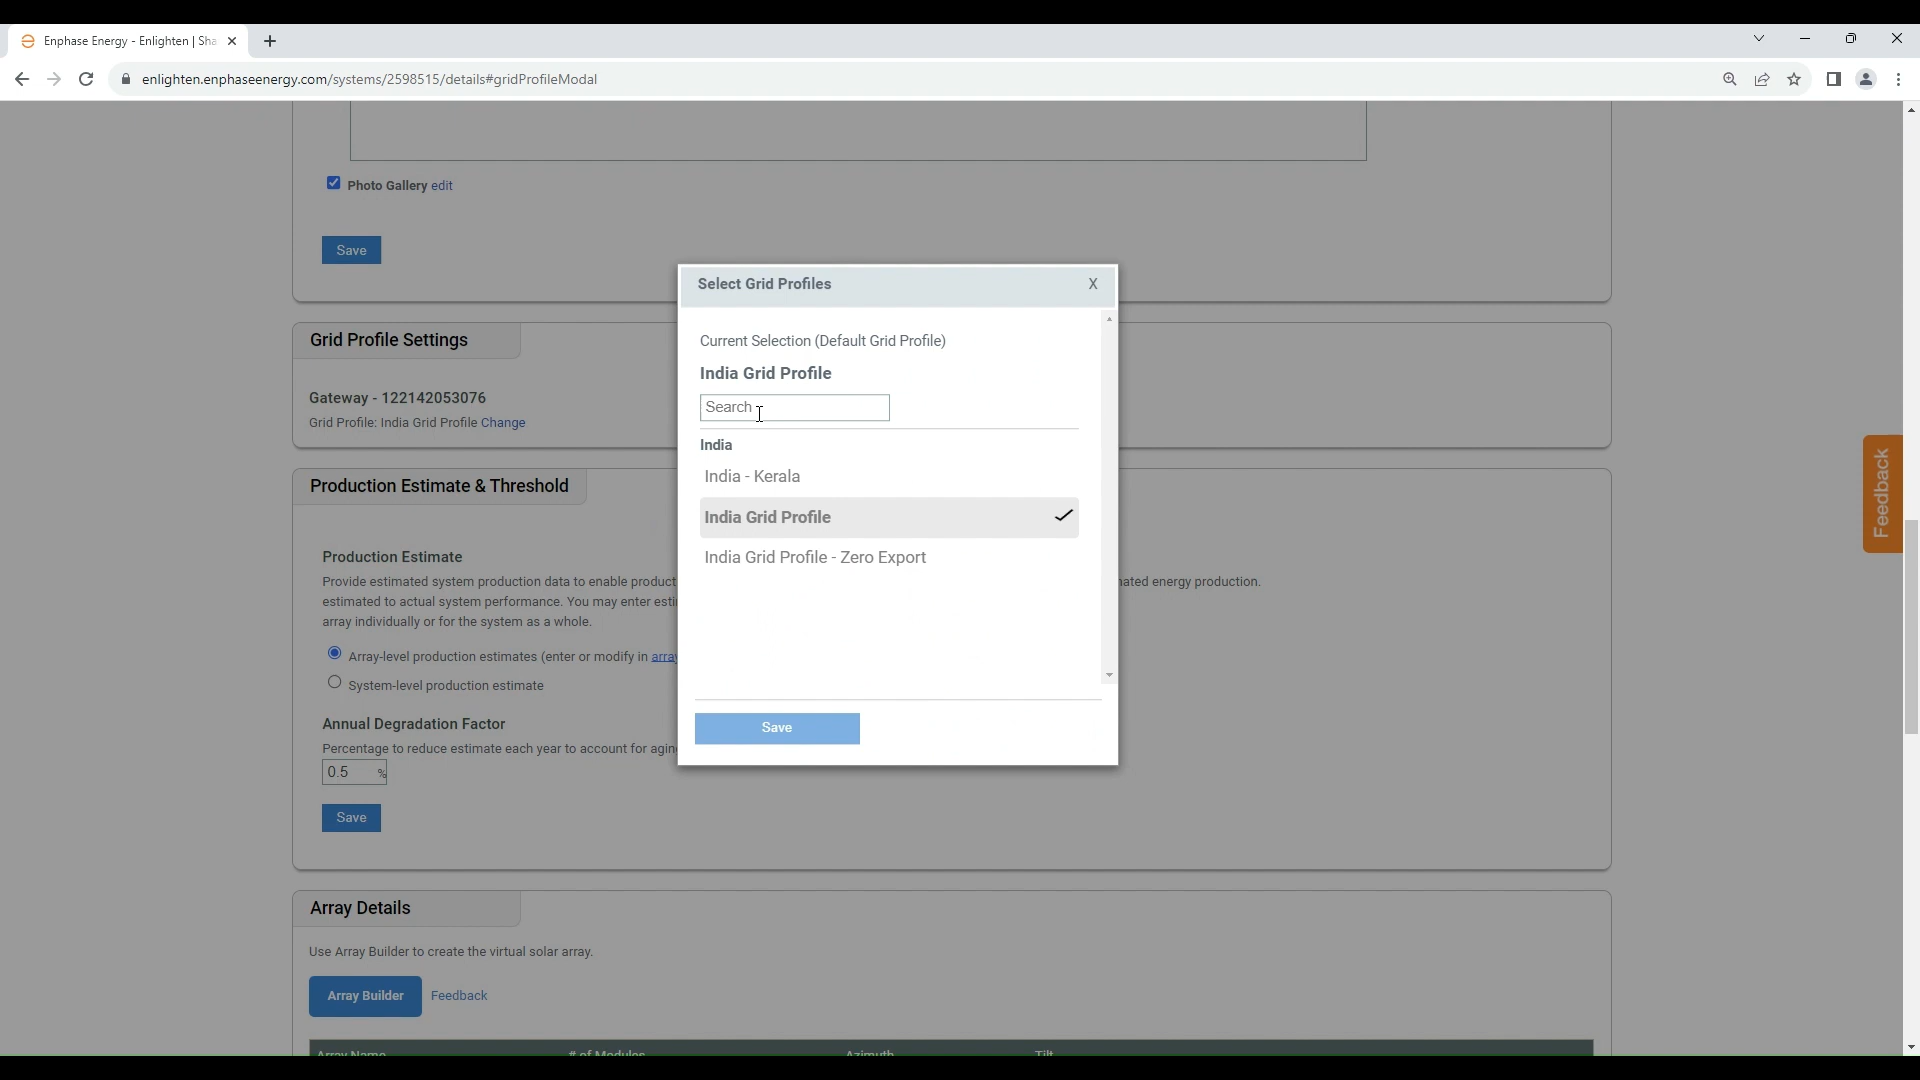 Enphase Energy - Enlighten | Sha
enlighten.enphaseenergy.com/systems/2598515/details#gridProfileModal
Photo Gallery edit
Save
Select Grid Profiles
X
Current Selection (Default Grid Profile)
India Grid Profile
Search
India
India - Kerala
India Grid Profile
India Grid Profile - Zero Export
Save
Grid Profile Settings
Gateway - 122142053076
Grid Profile: India Grid Profile Change
Production Estimate & Threshold
Production Estimate
Provide estimated system production data to enable product
ated energy production.
estimated to actual system performance. You may enter esti
array individually or for the system as a whole.
Array-level production estimates (enter or modify in array
System-level production estimate
Annual Degradation Factor
Percentage to reduce estimate each year to account for agin
0.5 %
Save
Array Details
Use Array Builder to create the virtual solar array.
Array Builder Feedback
Array Name # of Modules Azimuth Tilt
Feedback